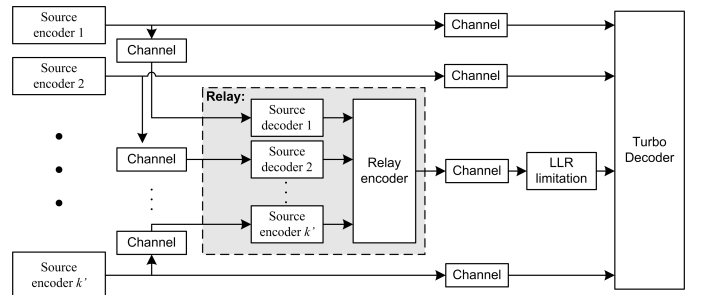 Source
encoder 1
Channel
Channel
Source
encoder 2
Channel
Relay:
Source
decoder 1
Channel
Source
decoder 2
Relay
encoder
Channel
LLR
limitation
Turbo
Decoder
Source
encoder k'
Channel
Source
encoder k'
Channel